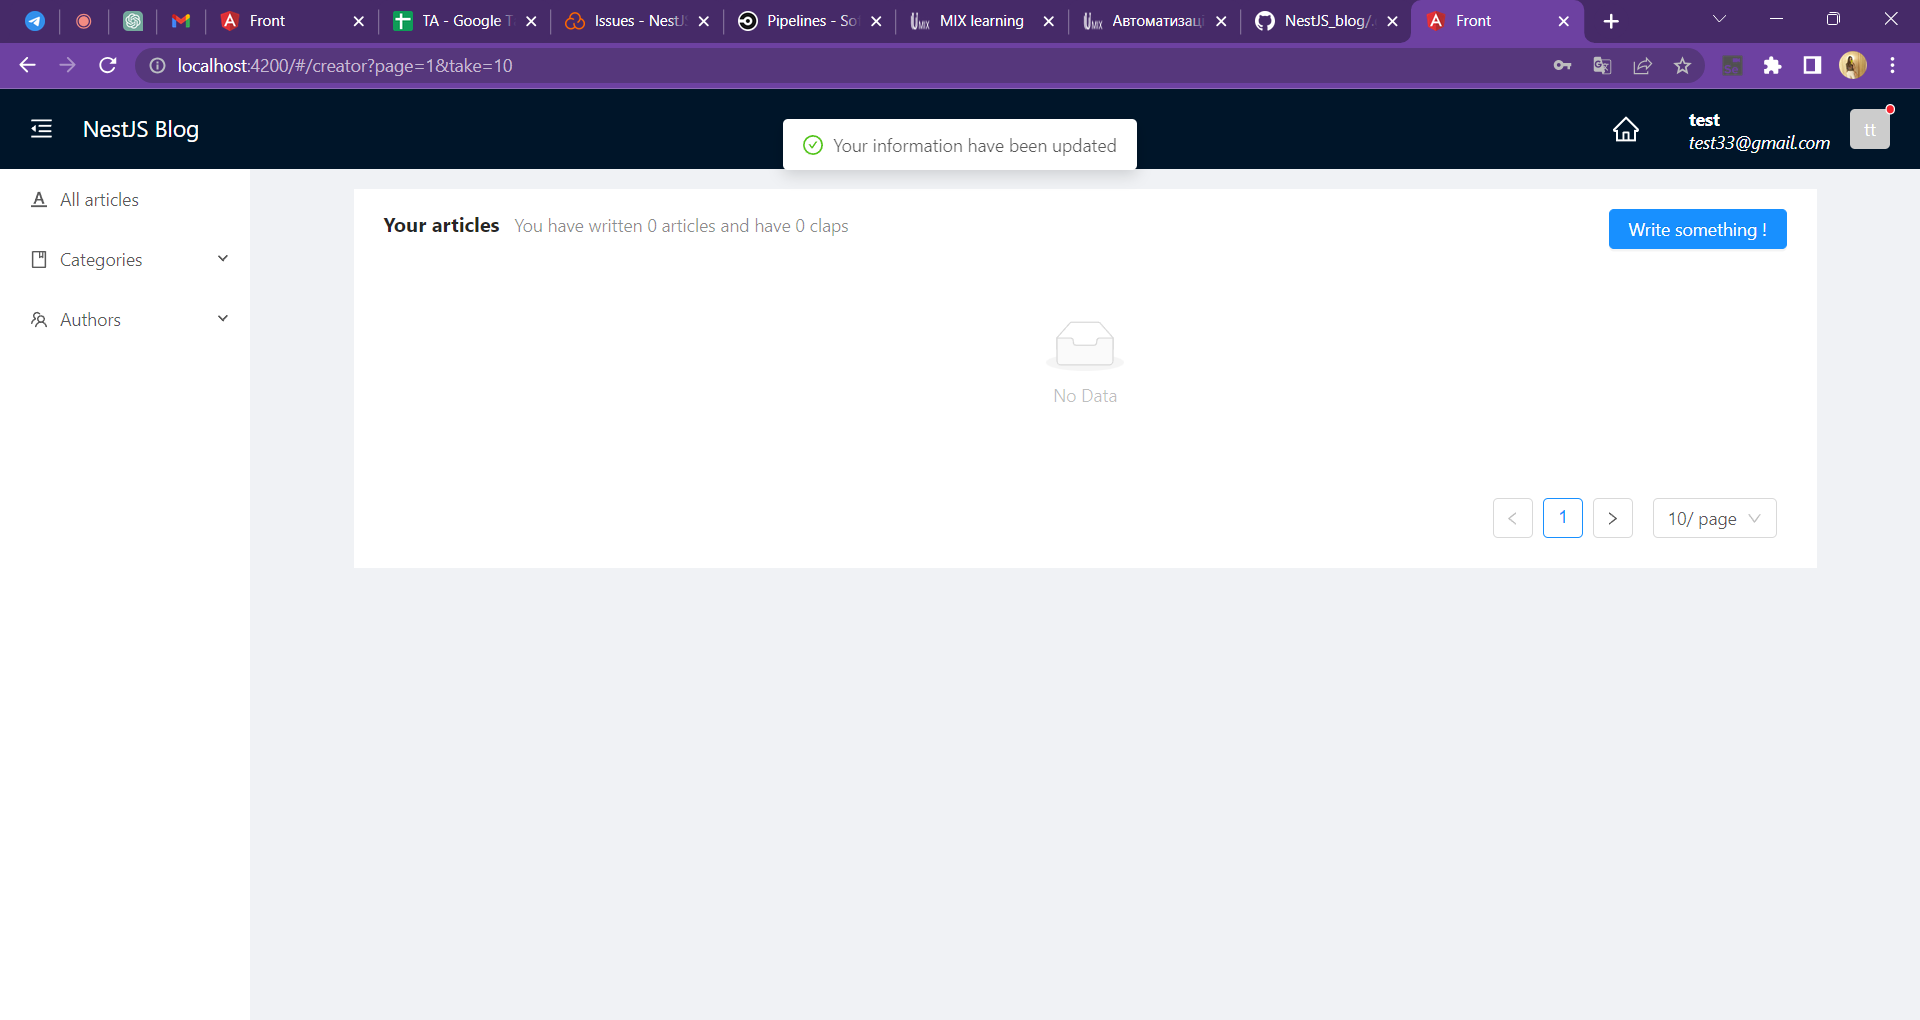 Front
TA - Google T
Issues - NestJS
Pipelines - So
MIX learning
Автоматизаці
NestJS_blog/.
Front
localhost:4200/#/creator?page=1&take=10
NestJS Blog
Your information have been updated
test
test33@gmail.com
tt
All articles
Categories
Authors
Your articles You have written 0 articles and have 0 claps
Write something !
No Data
< 1 > 10/ page